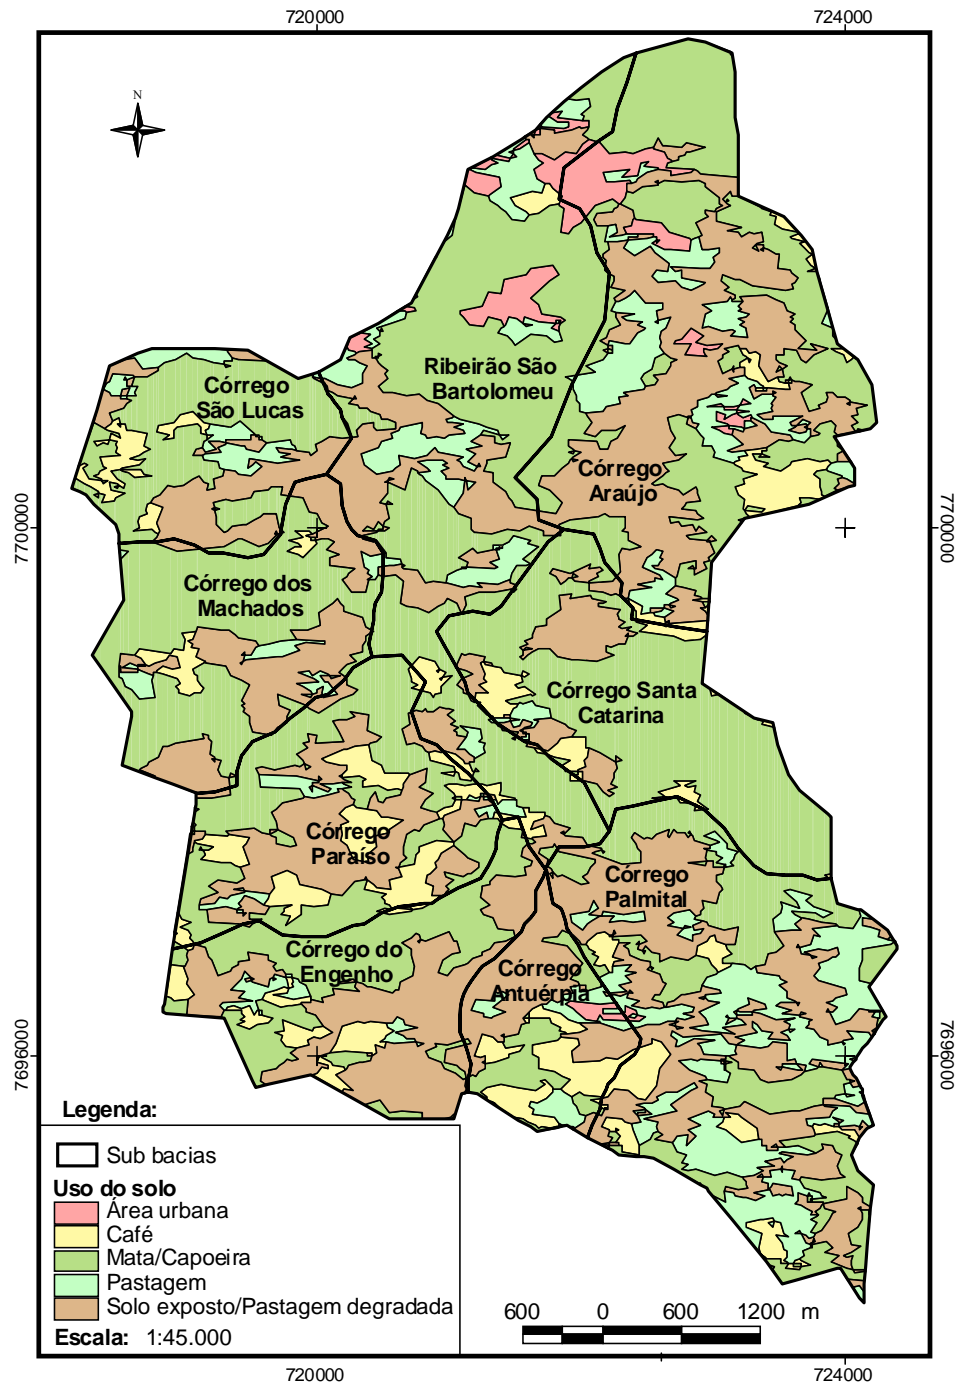 720000
724000
N
Ribeirão São
Bartolomeu
Córrego
São Lucas
Córrego
Araújo
7700000
7700000
Córrego dos
Machados
Córrego Santa
Catarina
Córrego
Paraíso
Córrego
Palmital
Córrego do
Engenho
Córrego
Antuérpia
7696000
7696000
Legenda:
Sub bacias
Uso do solo
Área urbana
Café
Mata/Capoeira
Pastagem
Solo exposto/Pastagem degradada
Escala: 1:45.000
600 0 600 1200 m
720000
724000